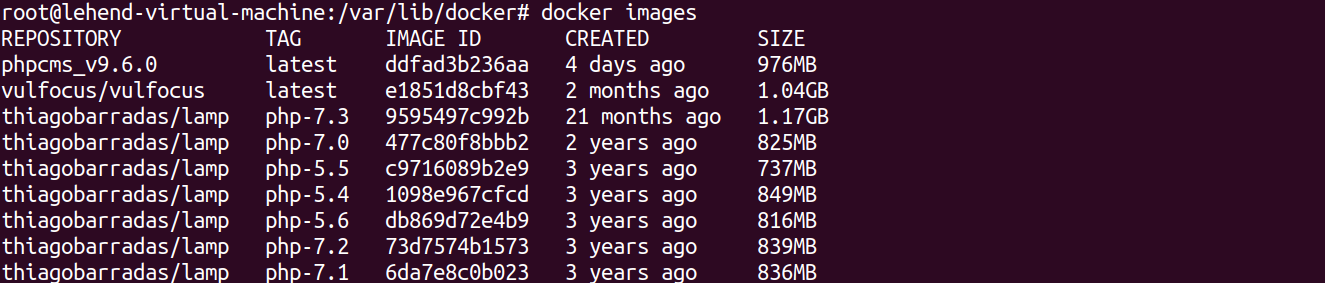 root@lehend-virtual-machine:/var/lib/docker# docker images
REPOSITORY TAG IMAGE ID CREATED SIZE
phpcms_v9.6.0 latest ddfad3b236aa 4 days ago 976MB
vulfocus/vulfocus latest e1851d8cbf43 2 months ago 1.04GB
thiagobarradas/lamp php-7.3 9595497c992b 21 months ago 1.17GB
thiagobarradas/lamp php-7.0 477c80f8bbb2 2 years ago 825MB
thiagobarradas/lamp php-5.5 c9716089b2e9 3 years ago 737MB
thiagobarradas/lamp php-5.4 1098e967cfcd 3 years ago 849MB
thiagobarradas/lamp php-5.6 db869d72e4b9 3 years ago 816MB
thiagobarradas/lamp php-7.2 73d7574b1573 3 years ago 839MB
thiagobarradas/lamp php-7.1 6da7e8c0b023 3 years ago 836MB